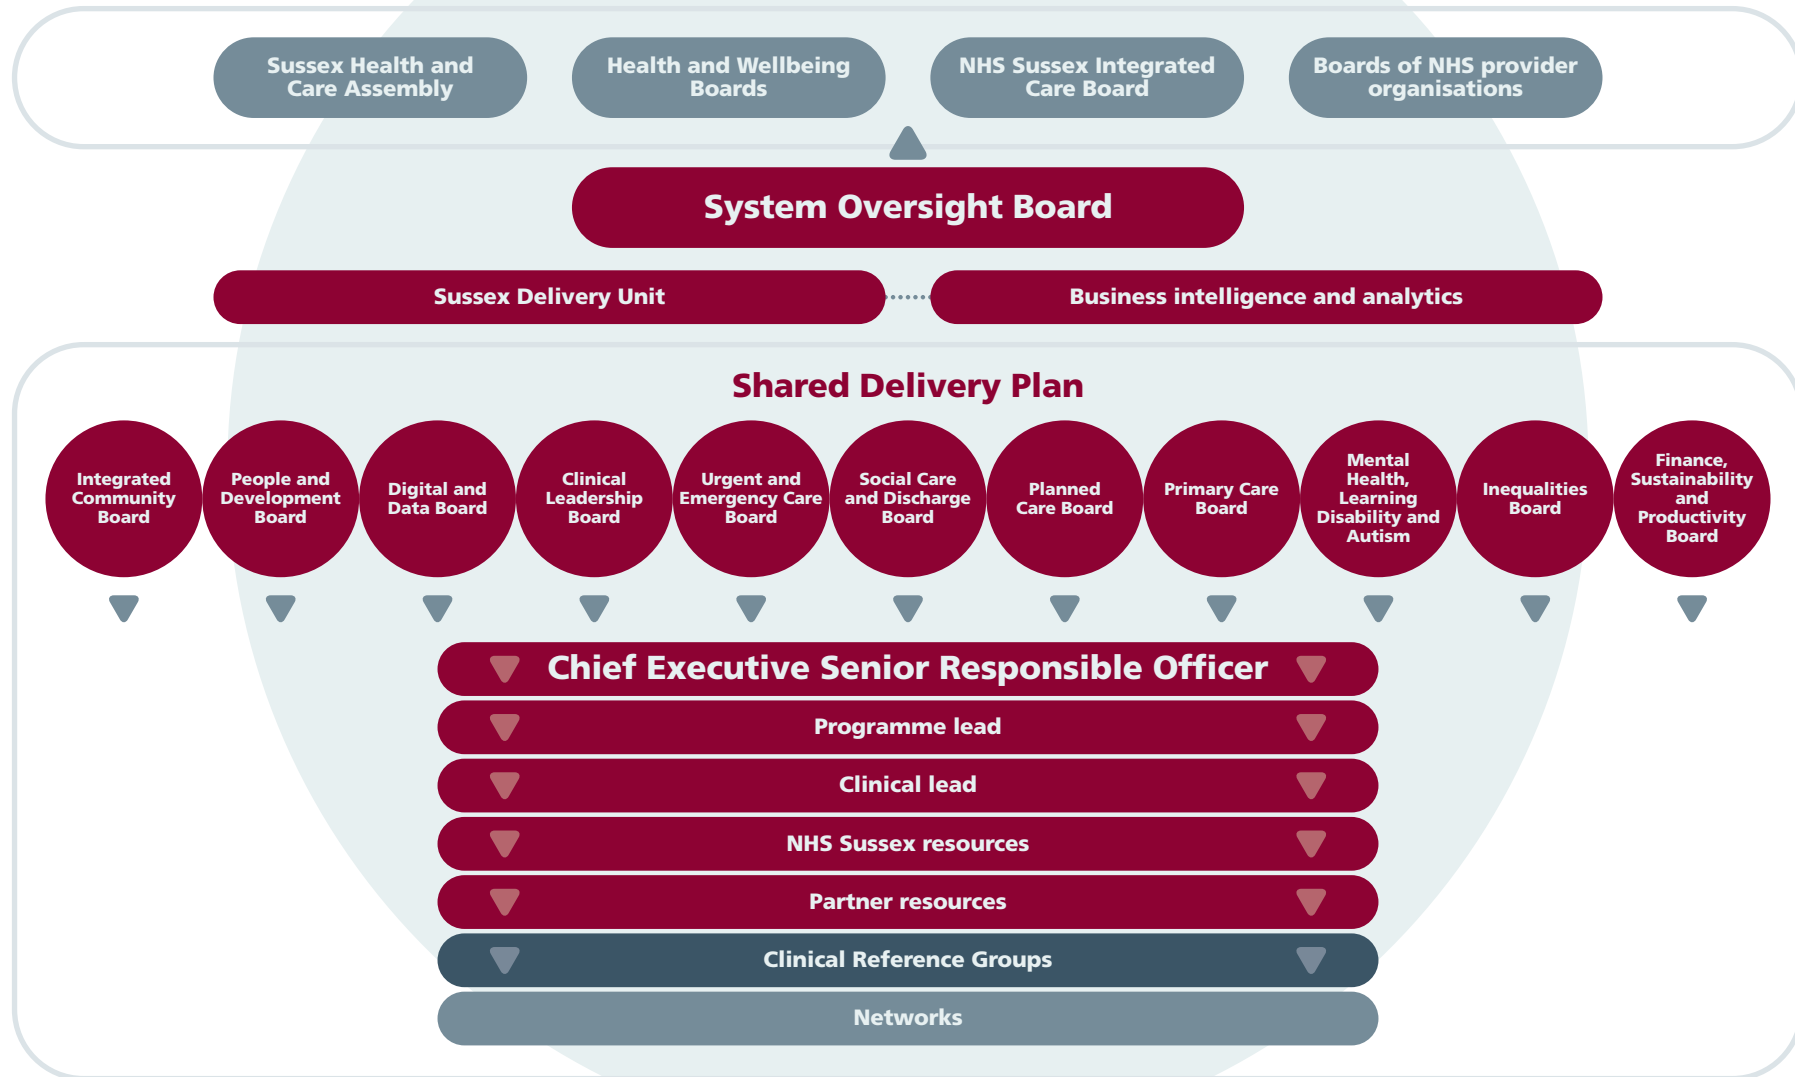 Sussex Health and
Care Assembly
Health and Wellbeing
Boards
NHS Sussex Integrated
Care Board
Boards of NHS provider
organisations
System Oversight Board
Sussex Delivery Unit
Business intelligence and analytics
Shared Delivery Plan
Integrated
Community
Board
People and
Development
Board
Digital and
Data Board
Clinical
Leadership
Board
Urgent and
Emergency Care
Board
Social Care
and Discharge
Board
Planned
Care Board
Primary Care
Board
Mental
Health,
Learning
Disability and
Autism
Inequalities
Board
Finance,
Sustainability
and
Productivity
Board
Chief Executive Senior Responsible Officer
Programme lead
Clinical lead
NHS Sussex resources
Partner resources
Clinical Reference Groups
Networks